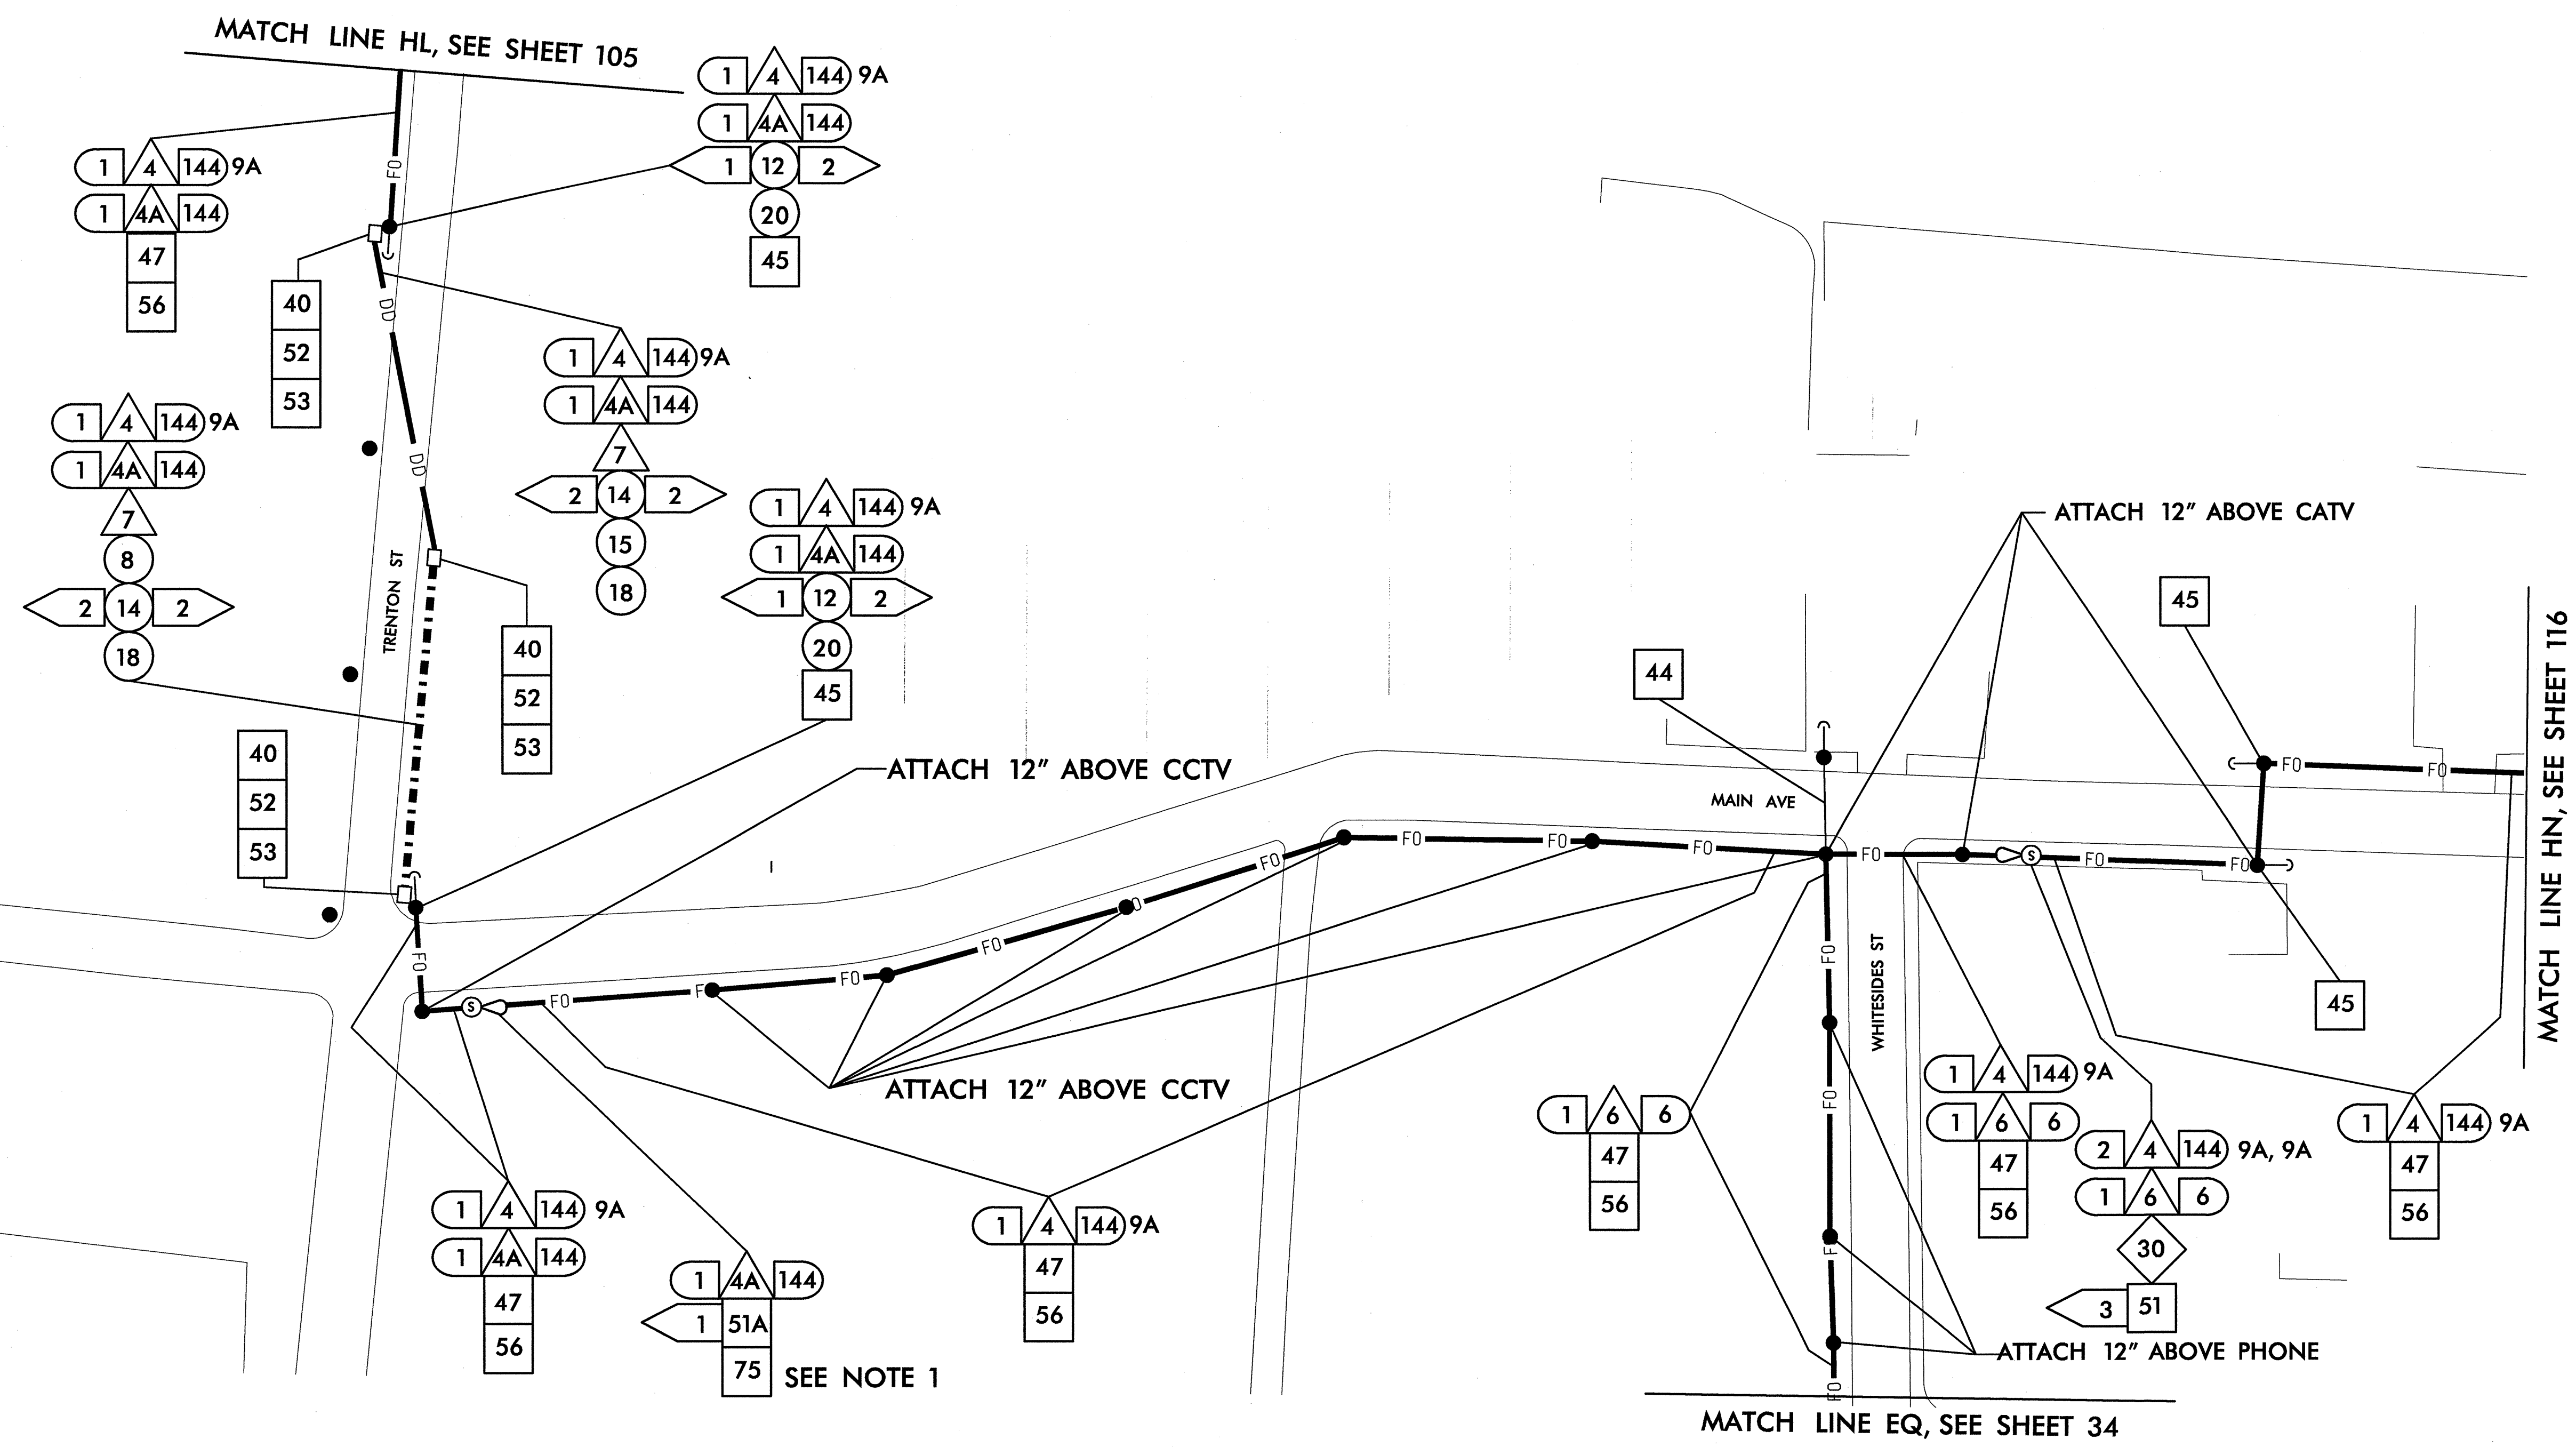 MATCH LINE HL, SEE SHEET 105
1 4 144 9A
1 4A 144
47
56
FO
1 4 144 9A
1 4A 144
1 12 2
20
45
40
52
53
DD
1 4 144 9A
1 4A 144
7
2 14 2
15
18
1 4 144 9A
1 4A 144
7
8
2 14 2
18
DD
TRENTON ST
40
52
53
1 4 144 9A
1 4A 144
1 12 2
20
45
40
52
53
ATTACH 12" ABOVE CCTV
ATTACH 12" ABOVE CATV
45
44
MAIN AVE
FO FO
MATCH LINE HN, SEE SHEET 116
FO
S
FO
F
FO
FO
O
FO
FO
FO
FO
FO
S
FO
FO
ATTACH 12" ABOVE CCTV
FO
WHITESIDES ST
FO
F
FO
45
1 4 144 9A
1 4A 144
47
56
1 4A 144
1 51A
75 SEE NOTE 1
1 4 144 9A
47
56
1 6 6
47
56
1 4 144 9A
1 6 6
47
56
2 4 144 9A, 9A
1 6 6
30
3 51
1 4 144 9A
47
56
ATTACH 12" ABOVE PHONE
MATCH LINE EQ, SEE SHEET 34